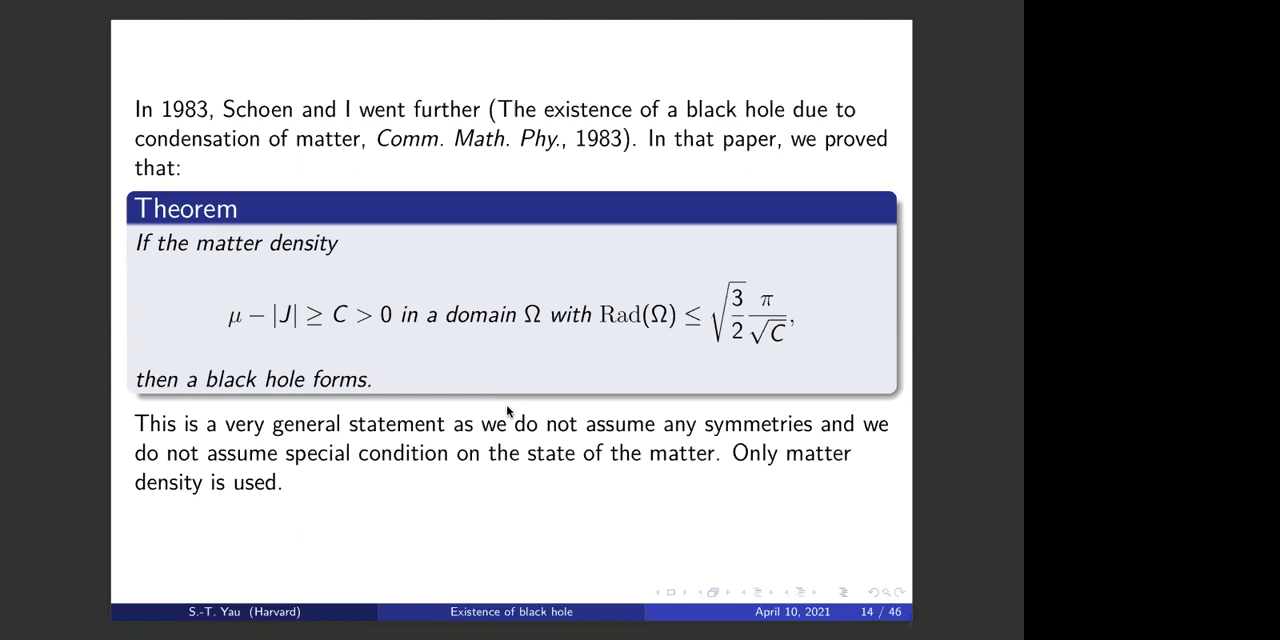 In 1983, Schoen and I went further (The existence of a black hole due to
condensation of matter, Comm. Math. Phy., 1983). In that paper, we proved
that:
Theorem
If the matter density
μ − |J| ≥ C > 0 in a domain Ω with Rad(Ω) ≤ √(3/2) π/√C,
then a black hole forms.
This is a very general statement as we do not assume any symmetries and we
do not assume special condition on the state of the matter. Only matter
density is used.
S.-T. Yau (Harvard) Existence of black hole April 10, 2021 14 / 46